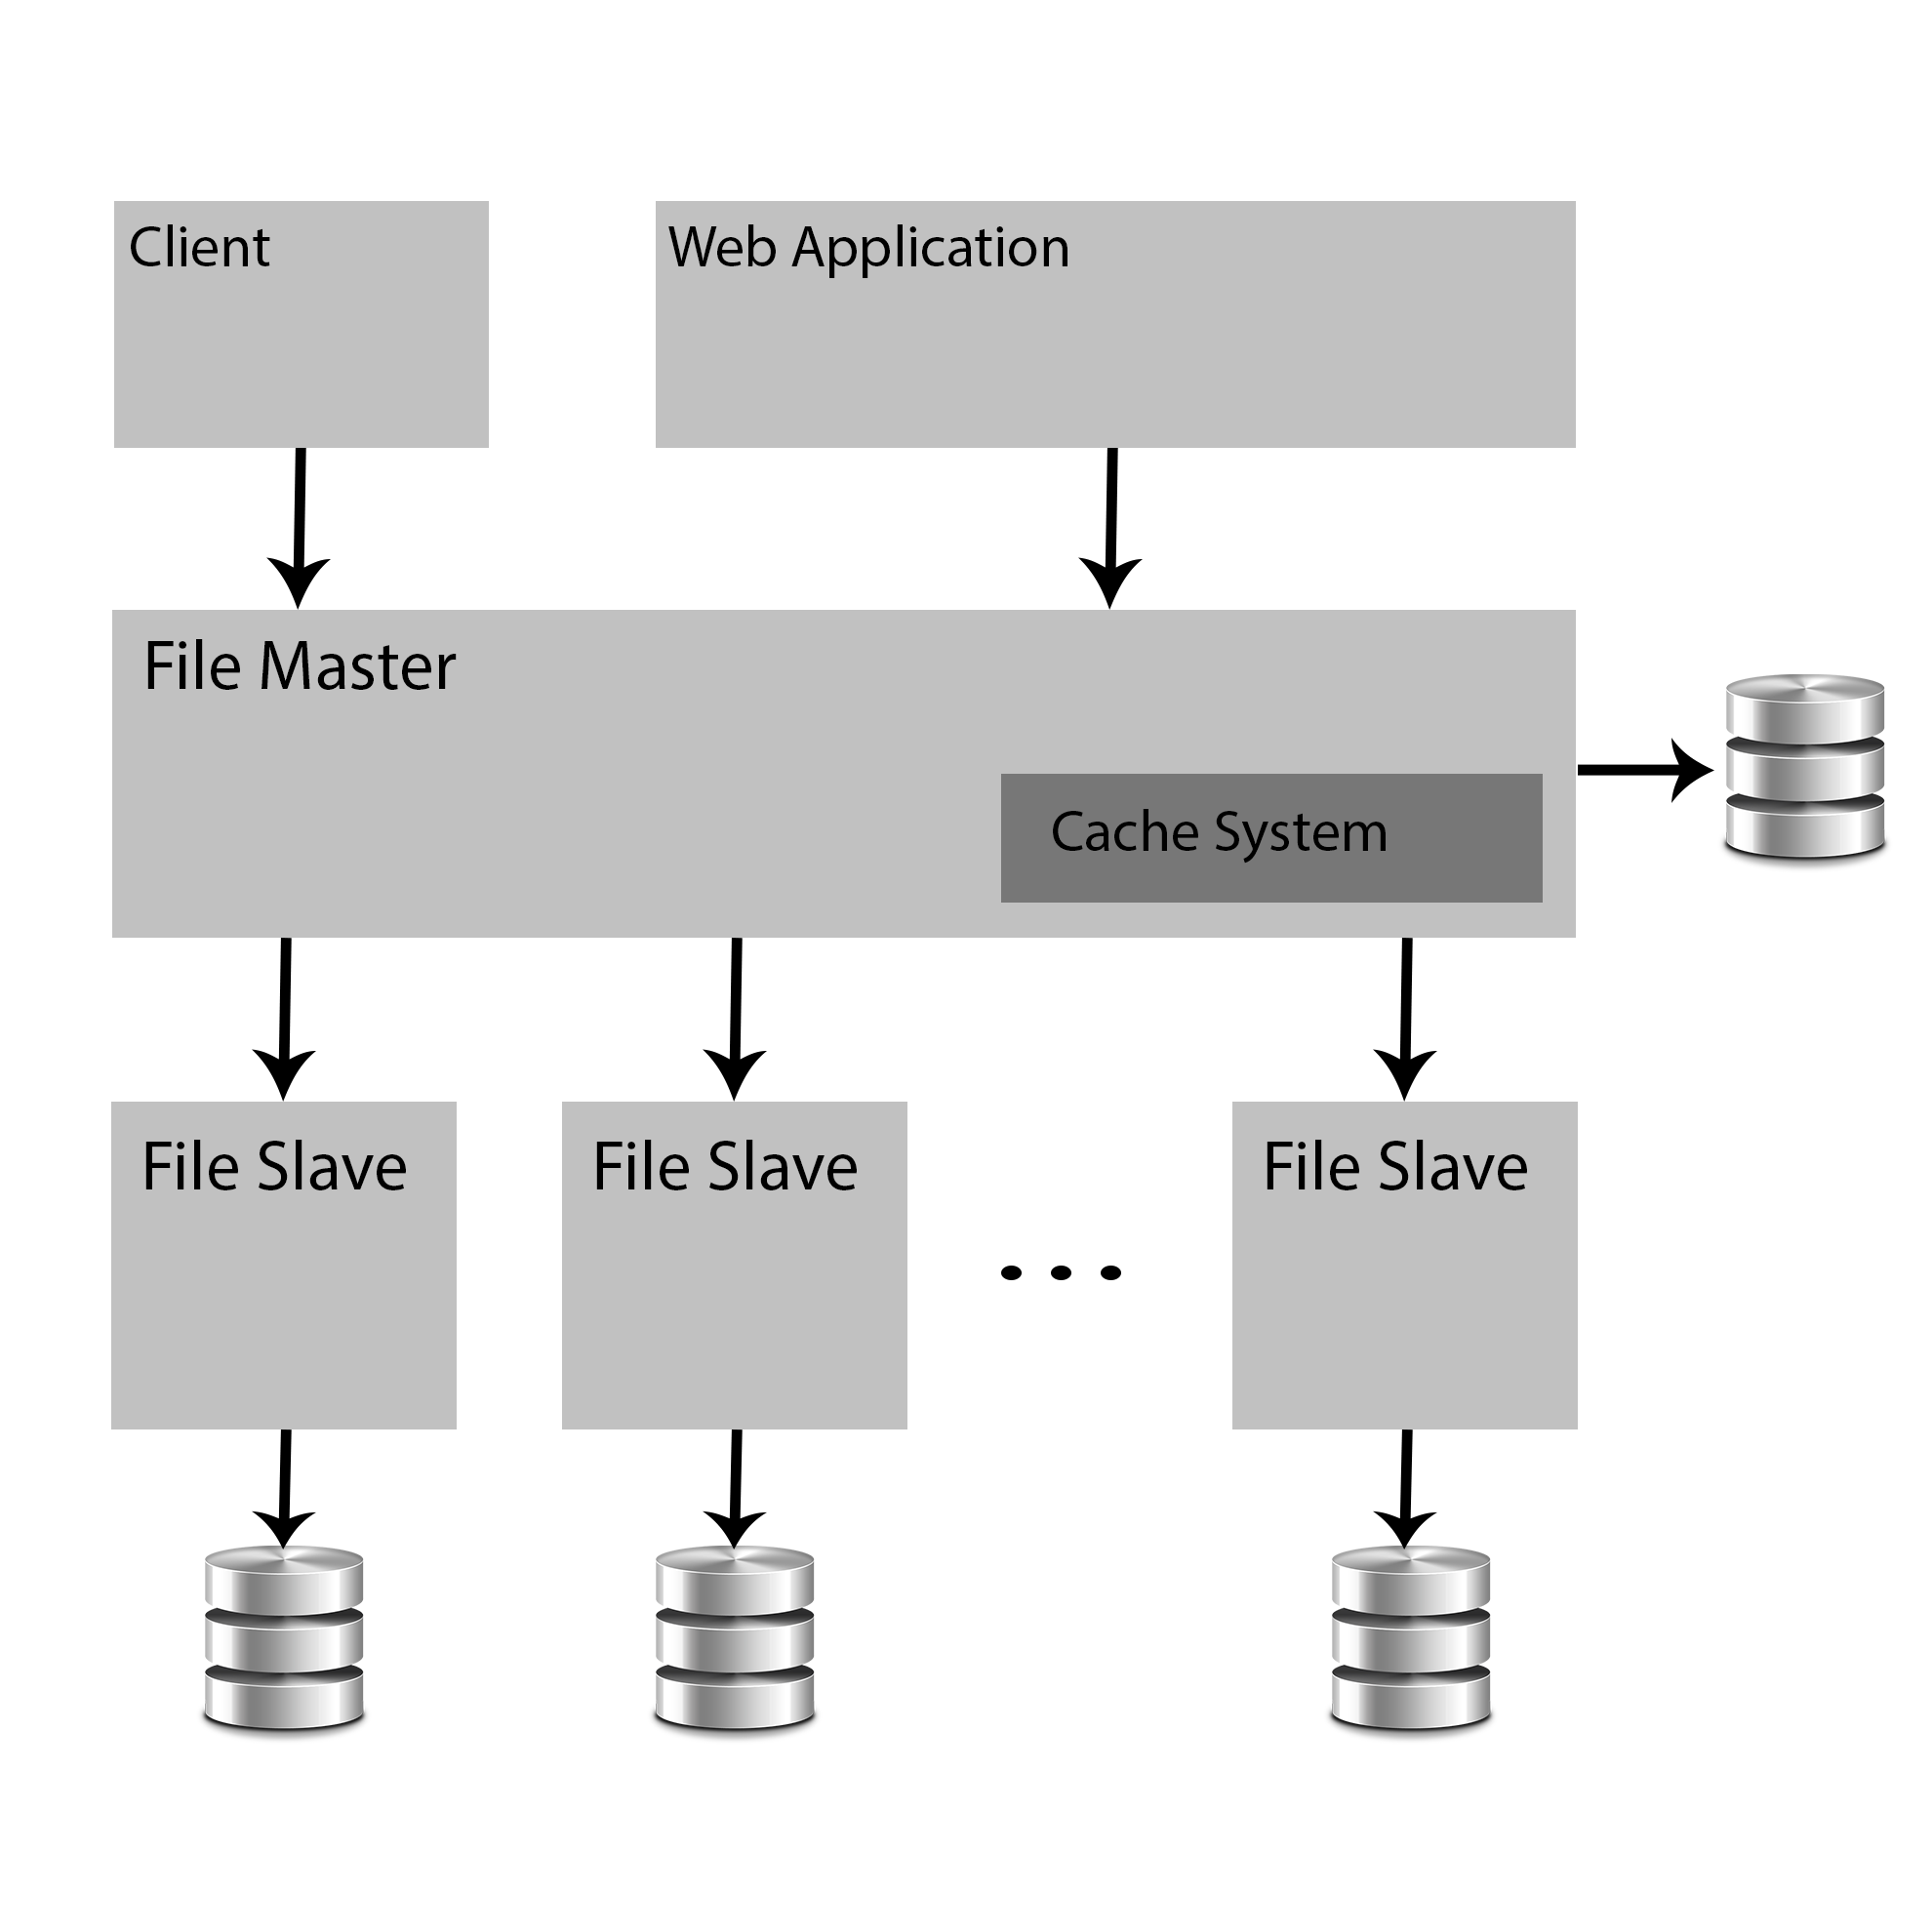 Client
Web Application
File Master
Cache System
File Slave
File Slave
. . .
File Slave